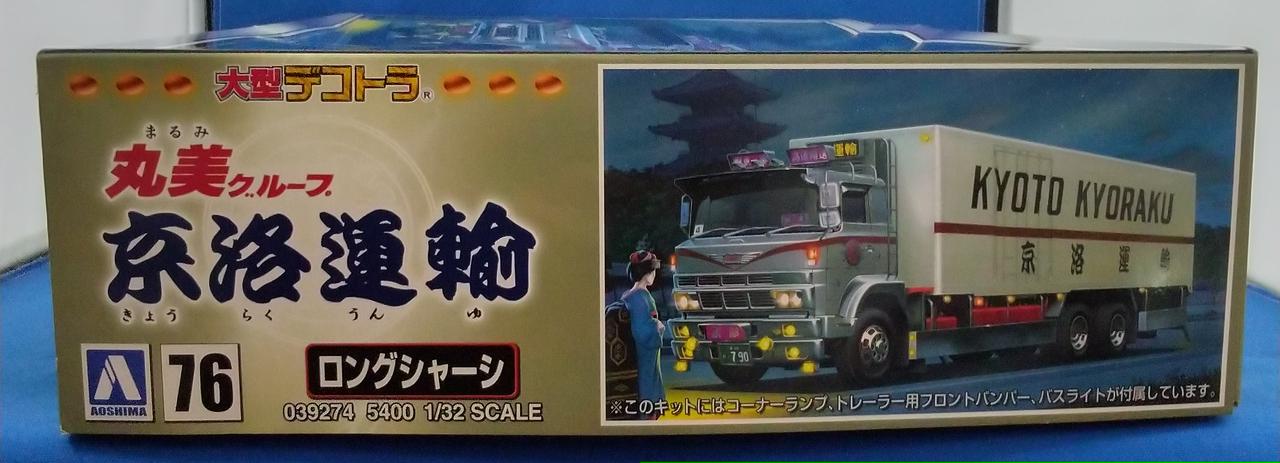 大型デコトラ®
まるみ
丸美グループ
京洛運輸
きょう らく うん ゆ
AOSHIMA
76
ロングシャーシ
039274 5400 1/32 SCALE
運輸
KYOTO KYORAKU
京洛運輸
790
※このキットにはコーナーランプ、トレーラー用フロントバンパー、バスライトが付属しています。